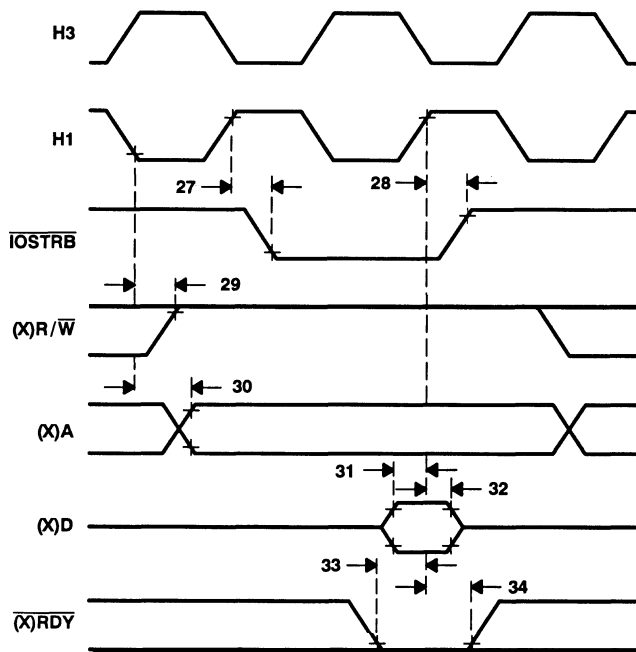 H3
H1
27
28
IOSTRB
29
(X)R/W
30
(X)A
31
32
(X)D
33
34
(X)RDY